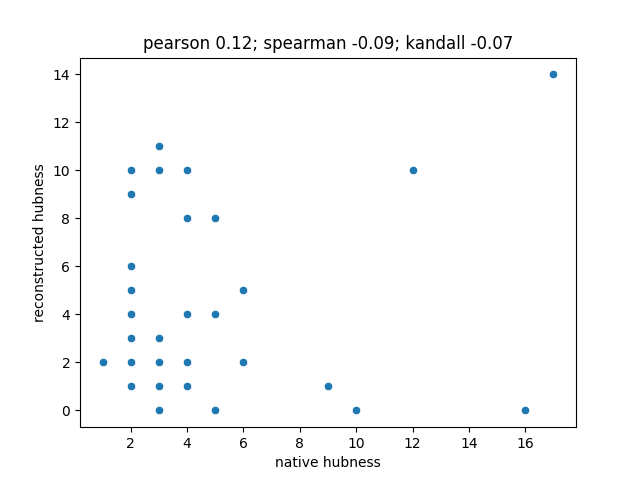 pearson 0.12; spearman -0.09; kandall -0.07
14
12
10
8
6
4
2
0
reconstructed hubness
2 4 6 8 10 12 14 16
native hubness